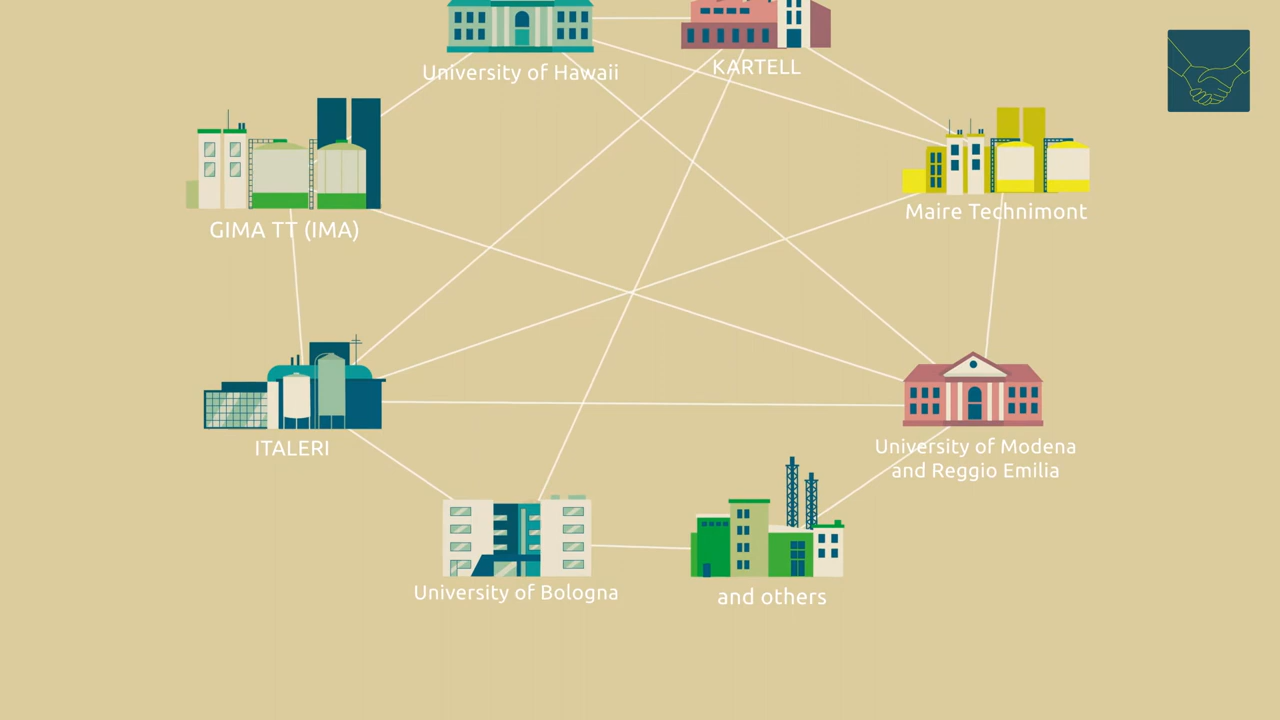 University of Hawaii
KARTELL
Maire Technimont
GIMA TT (IMA)
ITALERI
University of Modena
and Reggio Emilia
University of Bologna
and others